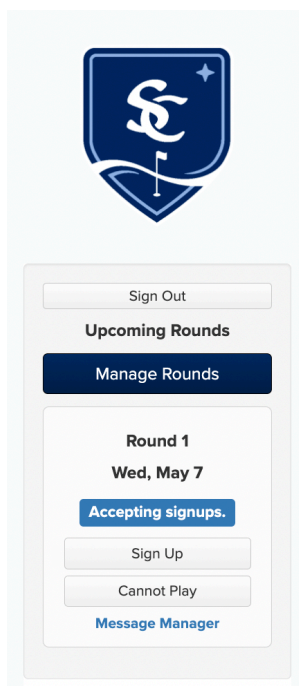 SC
Sign Out
Upcoming Rounds
Manage Rounds
Round 1
Wed, May 7
Accepting signups.
Sign Up
Cannot Play
Message Manager